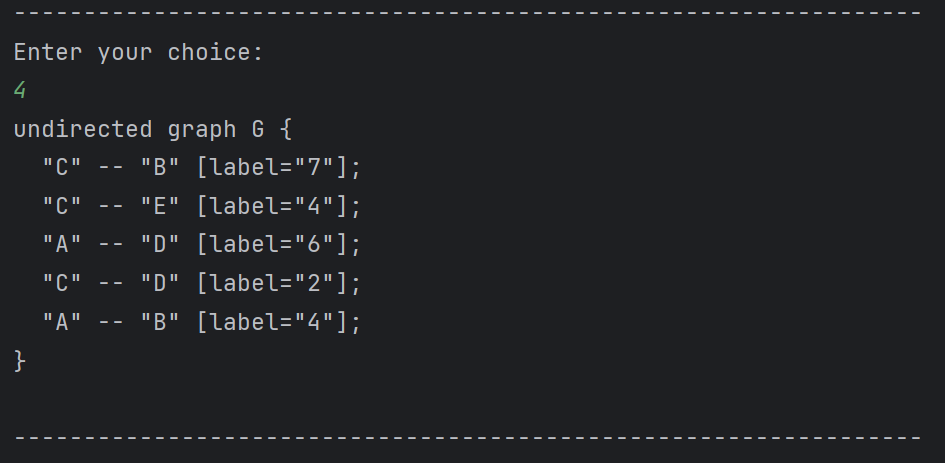 -----------------------------------------------------------------
Enter your choice:
4
undirected graph G {
  "C" -- "B" [label="7"];
  "C" -- "E" [label="4"];
  "A" -- "D" [label="6"];
  "C" -- "D" [label="2"];
  "A" -- "B" [label="4"];
}
-----------------------------------------------------------------